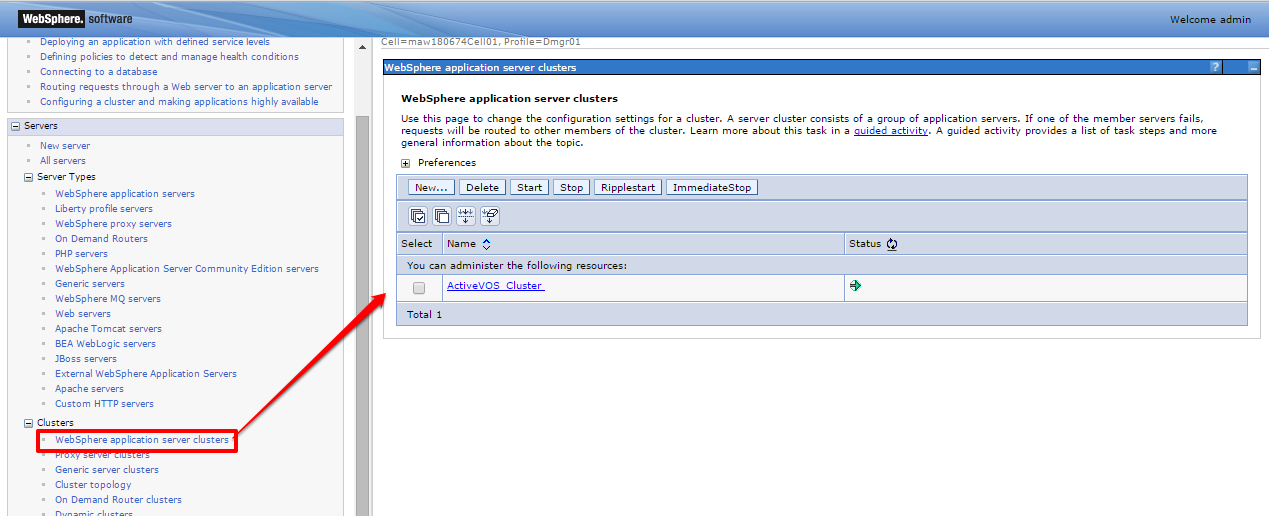 WebSphere. software
Welcome admin
Deploying an application with defined service levels
Defining policies to detect and manage health conditions
Connecting to a database
Routing requests through a Web server to an application server
Configuring a cluster and making applications highly available
Servers
New server
All servers
Server Types
WebSphere application servers
Liberty profile servers
WebSphere proxy servers
On Demand Routers
PHP servers
WebSphere Application Server Community Edition servers
Generic servers
WebSphere MQ servers
Web servers
Apache Tomcat servers
BEA WebLogic servers
JBoss servers
External WebSphere Application Servers
Apache servers
Custom HTTP servers
Clusters
WebSphere application server clusters
Proxy server clusters
Generic server clusters
Cluster topology
On Demand Router clusters
Dynamic clusters
Cell=maw180674Cell01, Profile=Dmgr01
WebSphere application server clusters
?
WebSphere application server clusters
Use this page to change the configuration settings for a cluster. A server cluster consists of a group of application servers. If one of the member servers fails,
requests will be routed to other members of the cluster. Learn more about this task in a guided activity. A guided activity provides a list of task steps and more
general information about the topic.
Preferences
New... Delete Start Stop Ripplestart ImmediateStop
Select Name Status
You can administer the following resources:
ActiveVOS_Cluster
Total 1